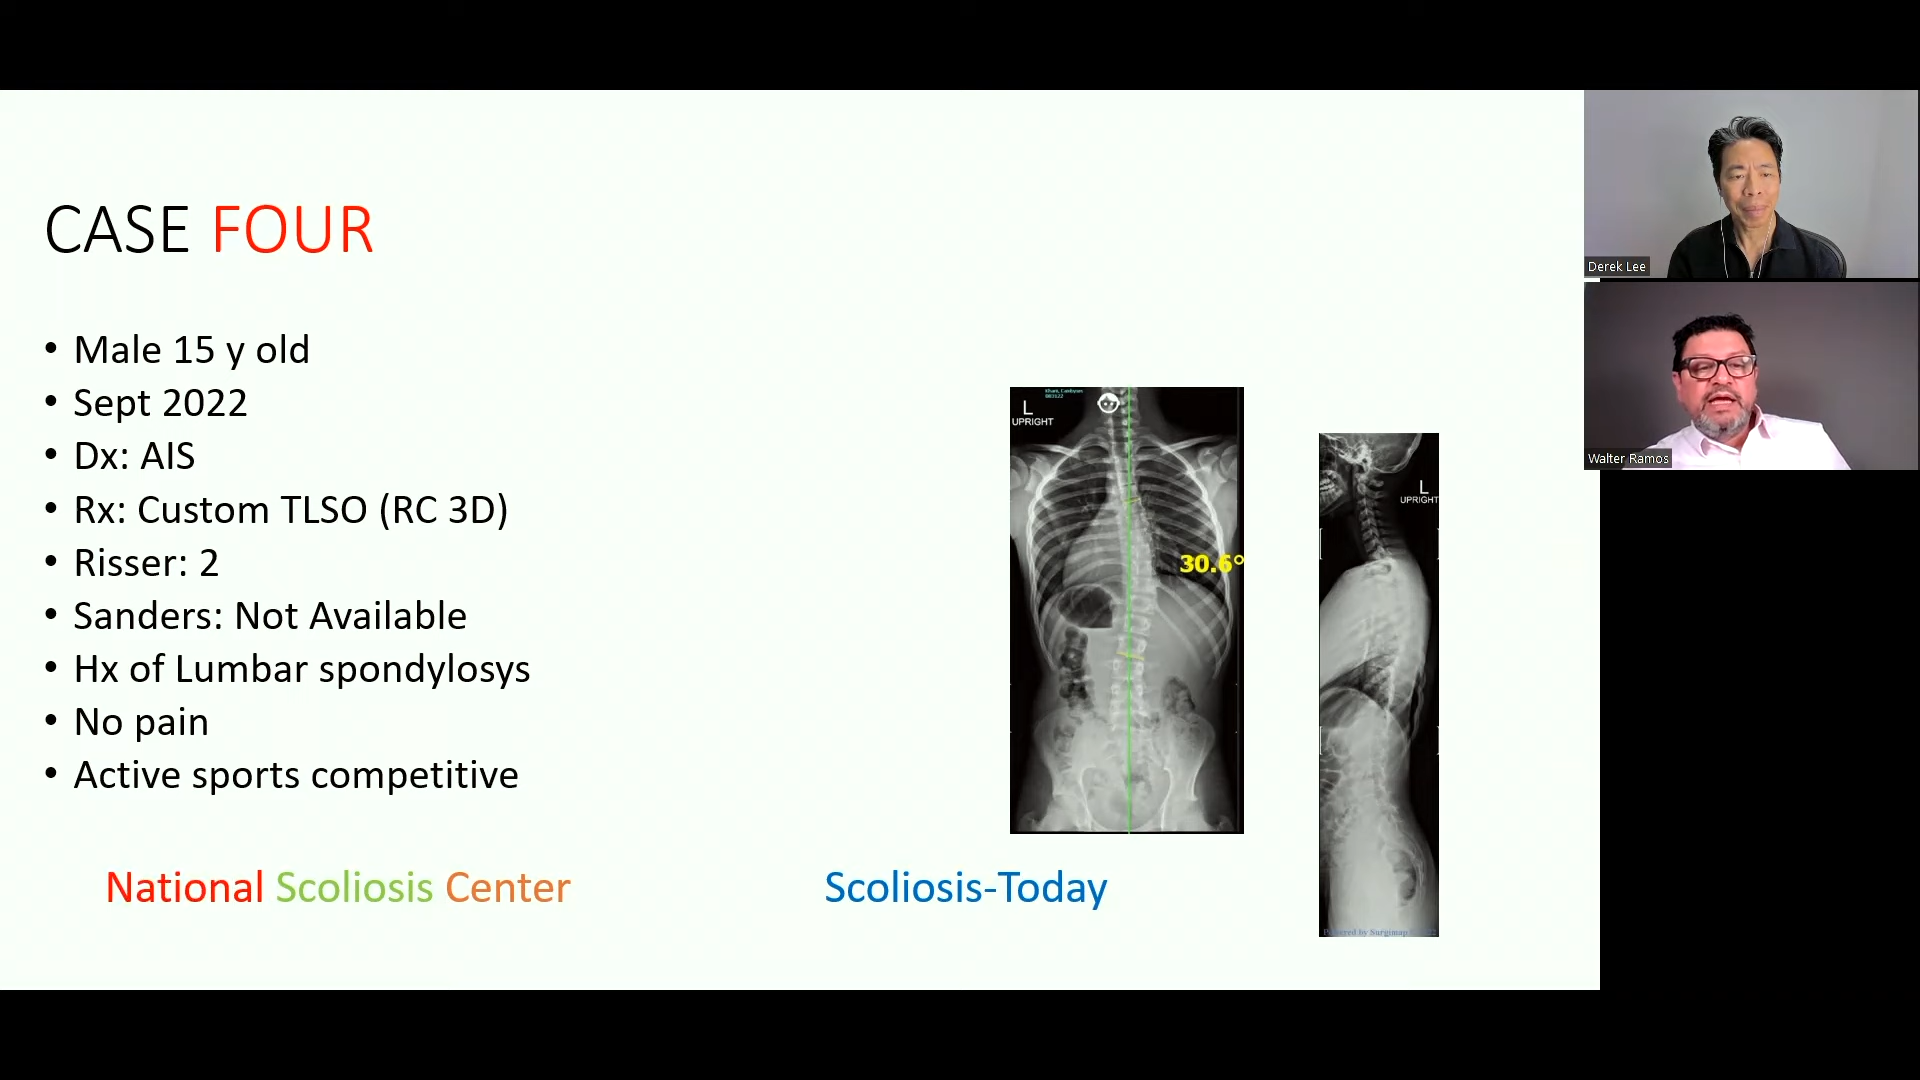 CASE FOUR
• Male 15 y old
• Sept 2022
• Dx: AIS
• Rx: Custom TLSO (RC 3D)
• Risser: 2
• Sanders: Not Available
• Hx of Lumbar spondylosys
• No pain
• Active sports competitive
National Scoliosis Center
Scoliosis-Today
L
UPRIGHT
30.6°
L
UPRIGHT
Derek Lee
Walter Ramos